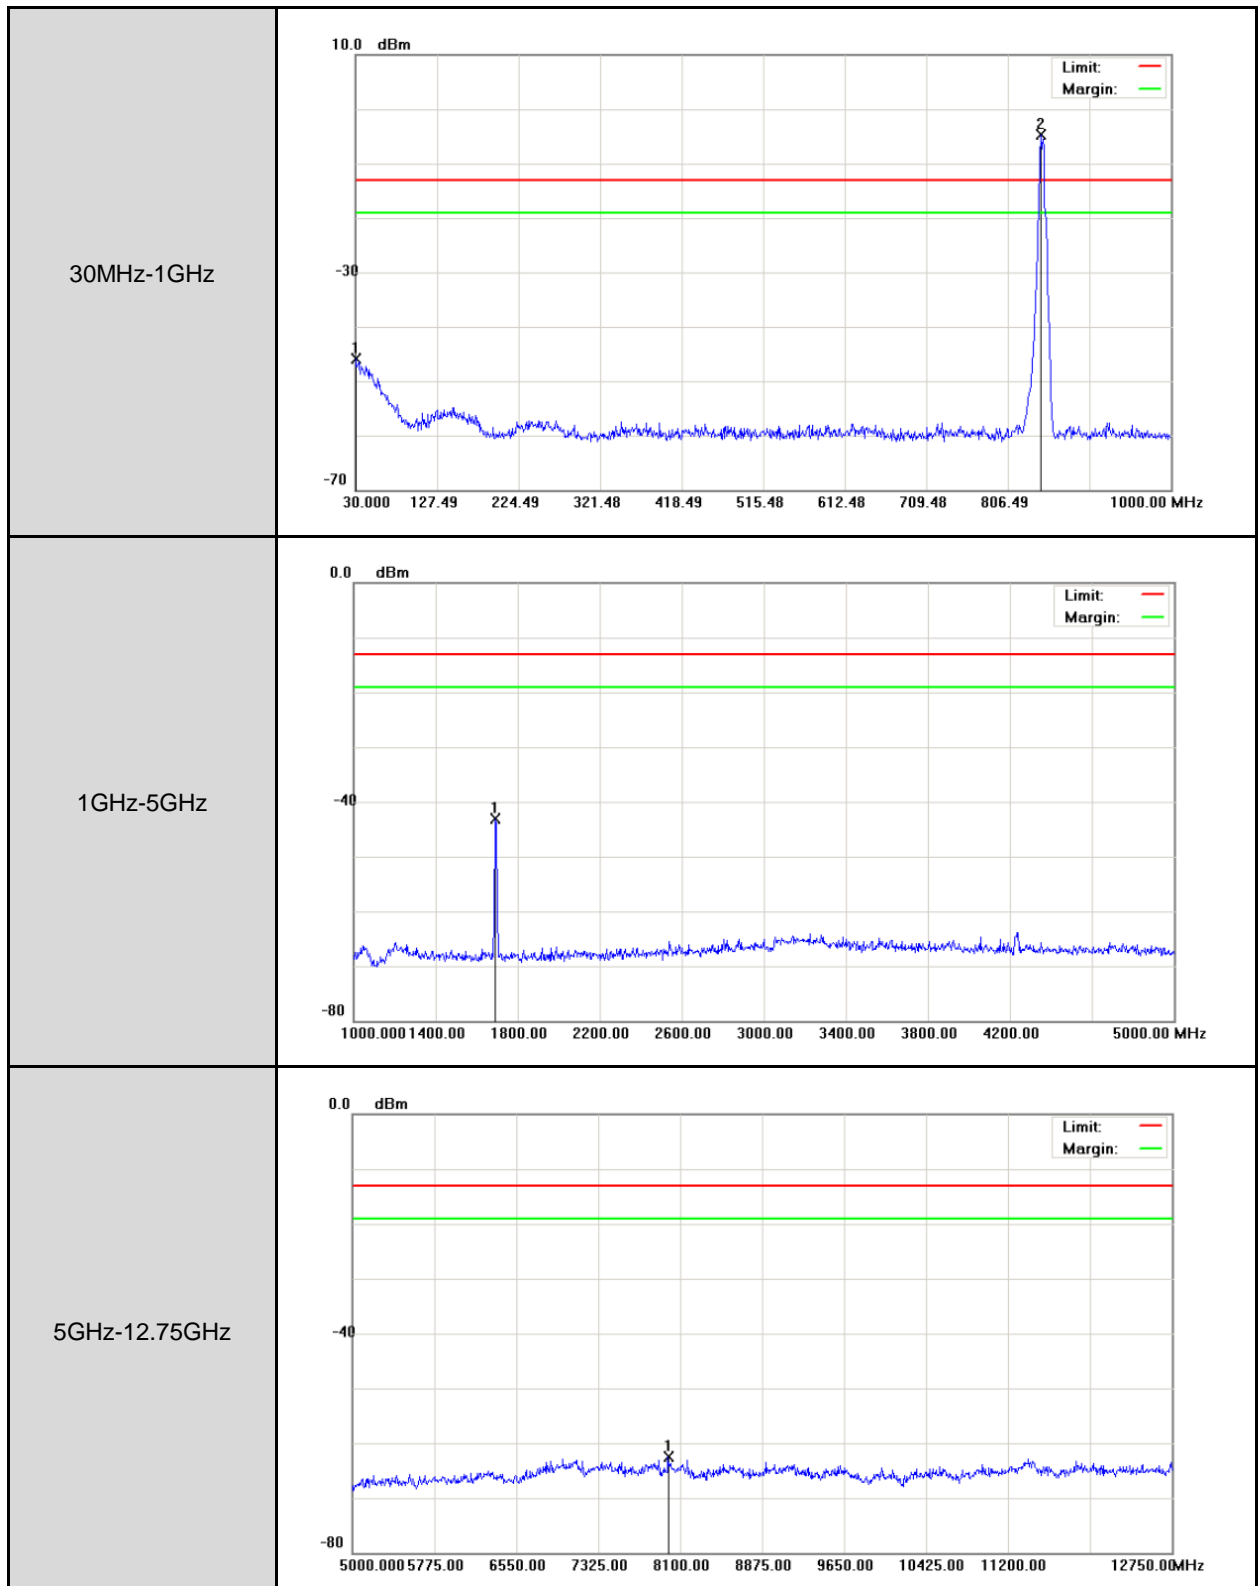 30MHz-1GHz
10.0 dBm
Limit:
Margin:
2
-30
1
-70
30.000 127.49 224.49 321.48 418.49 515.48 612.48 709.48 806.49 1000.00 MHz
1GHz-5GHz
0.0 dBm
Limit:
Margin:
-40
1
-80
1000.000 1400.00 1800.00 2200.00 2600.00 3000.00 3400.00 3800.00 4200.00 5000.00 MHz
5GHz-12.75GHz
0.0 dBm
Limit:
Margin:
-40
1
-80
5000.000 5775.00 6550.00 7325.00 8100.00 8875.00 9650.00 10425.00 11200.00 12750.00 MHz